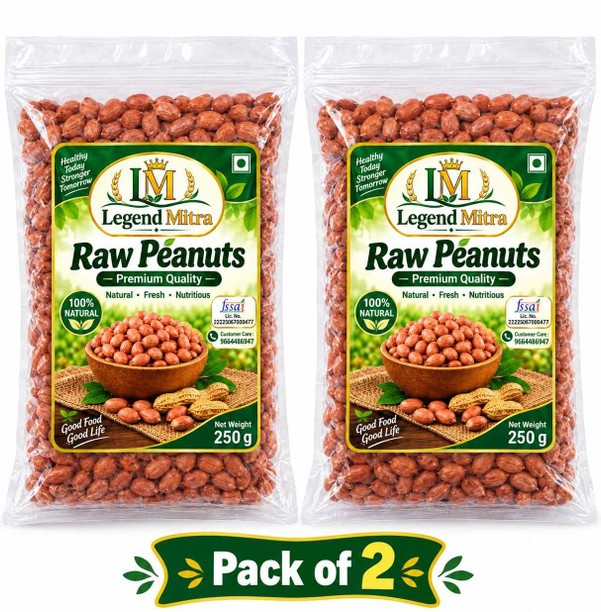 Healthy
Today
Stronger
Tomorrow
LM
Legend Mitra
Raw Peanuts
Premium Quality
Natural • Fresh • Nutritious
100%
NATURAL
fssai
Lic. No.
22225067000477
Customer Care :
9664486947
Good Food
Good Life
Net Weight
250 g
Healthy
Today
Stronger
Tomorrow
LM
Legend Mitra
Raw Peanuts
Premium Quality
Natural • Fresh • Nutritious
100%
NATURAL
fssai
Lic. No.
22225067000477
Customer Care :
9664486947
Good Food
Good Life
Net Weight
250 g
Pack of 2